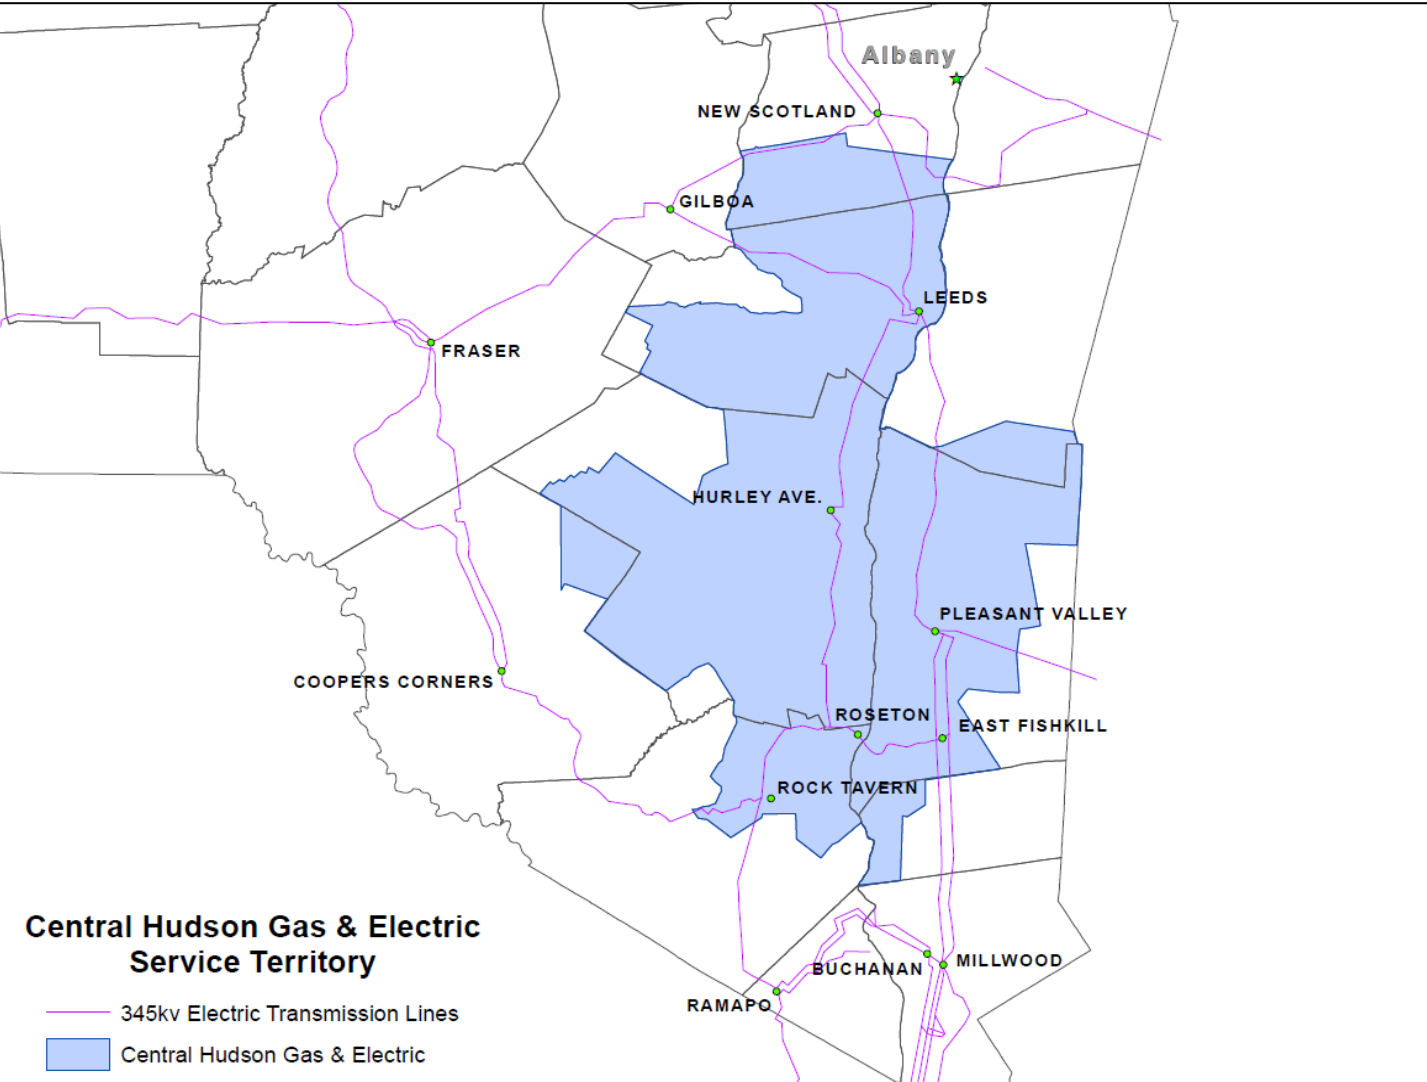 Albany
NEW SCOTLAND
GILBOA
LEEDS
FRASER
HURLEY AVE.
PLEASANT VALLEY
COOPERS CORNERS
ROSETON
EAST FISHKILL
ROCK TAVERN
Central Hudson Gas & Electric
Service Territory
BUCHANAN
MILLWOOD
RAMAPO
345kv Electric Transmission Lines
Central Hudson Gas & Electric